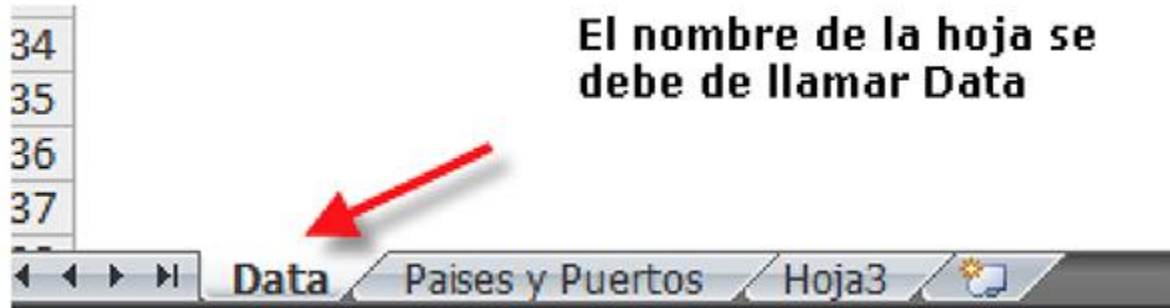 34
El nombre de la hoja se
35
debe de llamar Data
36
37
Data Paises y Puertos Hoja3